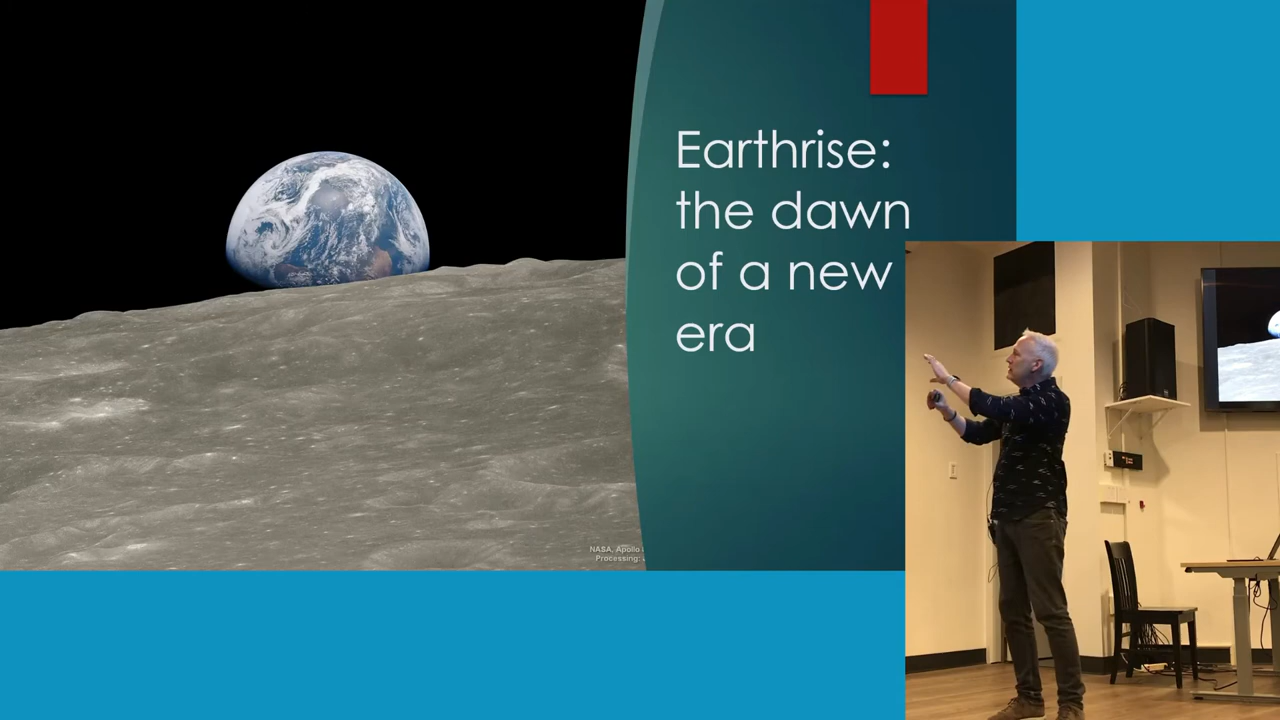 Earthrise:
the dawn
of a new
era
NASA, Apollo
Processing: